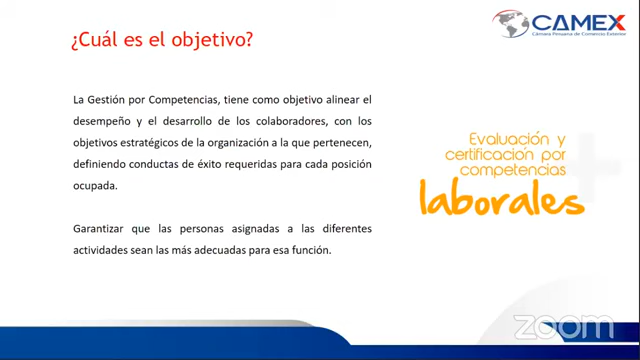 ¿Cuál es el objetivo?
CAMEX
Cámara Peruana de Comercio Exterior
La Gestión por Competencias, tiene como objetivo alinear el
desempeño y el desarrollo de los colaboradores, con los
objetivos estratégicos de la organización a la que pertenecen,
definiendo conductas de éxito requeridas para cada posición
ocupada.
Garantizar que las personas asignadas a las diferentes
actividades sean las más adecuadas para esa función.
Evaluación y
certificación por
competencias
laborales
zoom